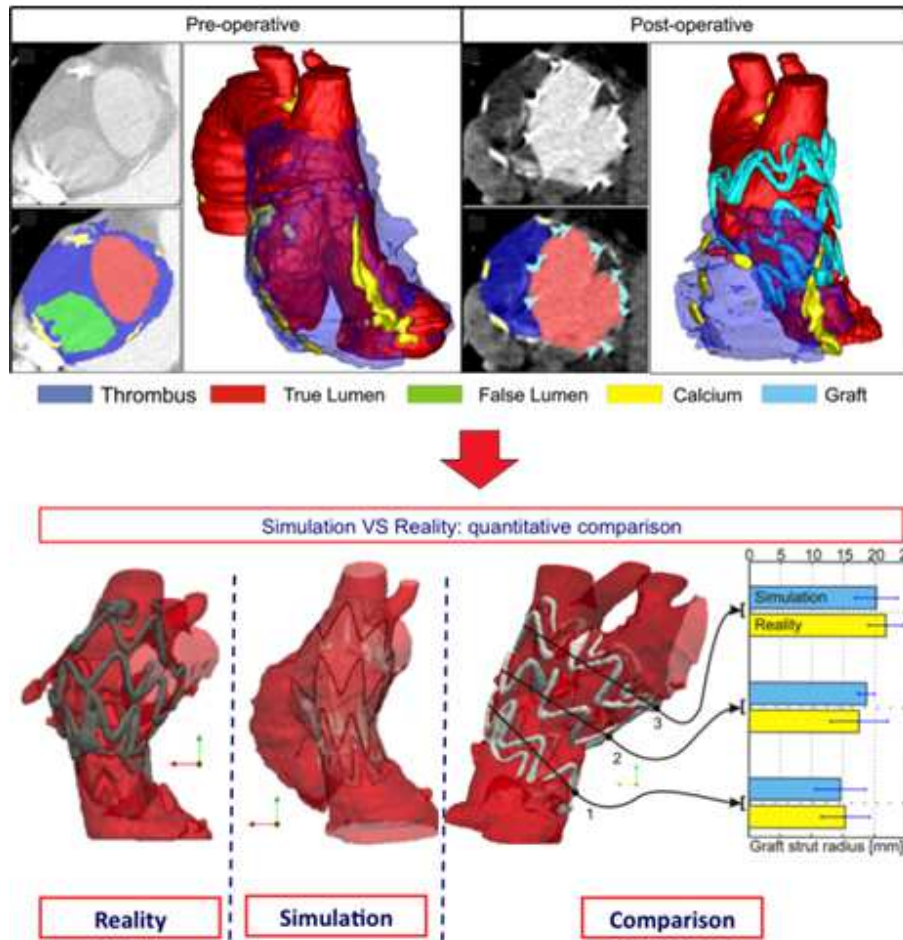 Pre-operative
Post-operative
Thrombus
True Lumen
False Lumen
Calcium
Graft
Simulation VS Reality: quantitative comparison
0 5 10 15 20 25
Simulation
Reality
3
2
1
Graft strut radius [mm]
Reality
Simulation
Comparison